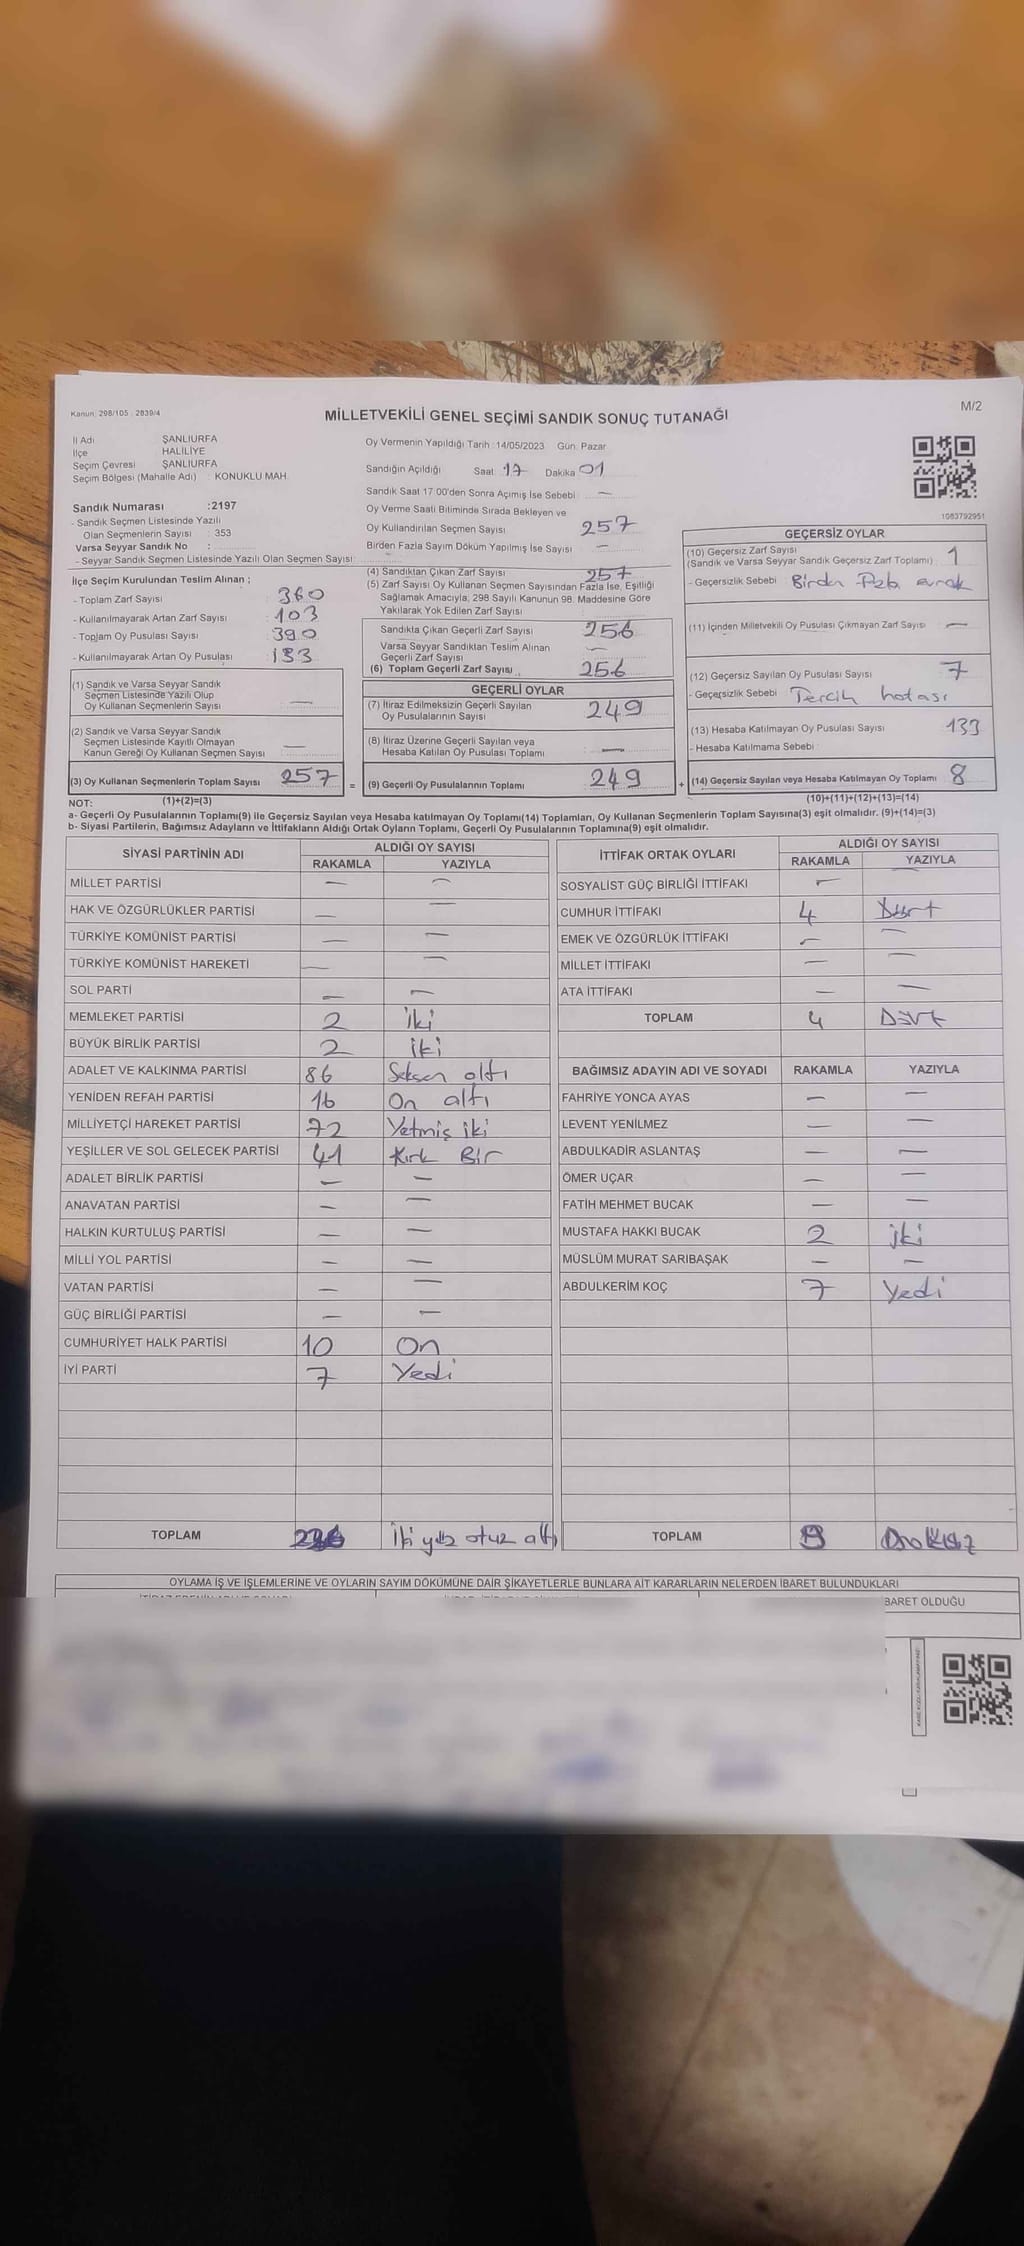 Kanun: 298/105 : 2839/4
MİLLETVEKİLİ GENEL SEÇİMİ SANDIK SONUÇ TUTANAĞI
M/2
İl Adı ŞANLIURFA
İlçe HALİLİYE
Seçim Çevresi ŞANLIURFA
Seçim Bölgesi (Mahalle Adı) : KONUKLU MAH.
Sandık Numarası :2197
- Sandık Seçmen Listesinde Yazılı
Olan Seçmenlerin Sayısı : 353
Varsa Seyyar Sandık No :
- Seyyar Sandık Seçmen Listesinde Yazılı Olan Seçmen Sayısı:
İlçe Seçim Kurulundan Teslim Alınan ;
- Toplam Zarf Sayısı : 360
- Kullanılmayarak Artan Zarf Sayısı : 103
- Toplam Oy Pusulası Sayısı : 390
- Kullanılmayarak Artan Oy Pusulası : 133
Oy Vermenin Yapıldığı Tarih :14/05/2023 Gün: Pazar
Sandığın Açıldığı Saat 17 Dakika 01
Sandık Saat 17:00'den Sonra Açılmış İse Sebebi : —
Oy Verme Saati Bitiminde Sırada Bekleyen ve
Oy Kullandırılan Seçmen Sayısı 257
Birden Fazla Sayım Döküm Yapılmış İse Sayısı —
(4) Sandıktan Çıkan Zarf Sayısı 257
(5) Zarf Sayısı Oy Kullanan Seçmen Sayısından Fazla İse, Eşitliği
Sağlamak Amacıyla, 298 Sayılı Kanunun 98. Maddesine Göre
Yakılarak Yok Edilen Zarf Sayısı
Sandıkta Çıkan Geçerli Zarf Sayısı 256
Varsa Seyyar Sandıktan Teslim Alınan
Geçerli Zarf Sayısı —
(6) Toplam Geçerli Zarf Sayısı 256
1083792951
GEÇERSİZ OYLAR
(10) Geçersiz Zarf Sayısı 1
(Sandık ve Varsa Seyyar Sandık Geçersiz Zarf Toplamı)
- Geçersizlik Sebebi : Birden evrak
(11) İçinden Milletvekili Oy Pusulası Çıkmayan Zarf Sayısı —
(12) Geçersiz Sayılan Oy Pusulası Sayısı 7
- Geçersizlik Sebebi : Tercih hatası
(13) Hesaba Katılmayan Oy Pusulası Sayısı 133
- Hesaba Katılmama Sebebi :
(14) Geçersiz Sayılan veya Hesaba Katılmayan Oy Toplamı 8
(10)+(11)+(12)+(13)=(14)
(1) Sandık ve Varsa Seyyar Sandık
Seçmen Listesinde Yazılı Olup
Oy Kullanan Seçmenlerin Sayısı —
(2) Sandık ve Varsa Seyyar Sandık
Seçmen Listesinde Kayıtlı Olmayan
Kanun Gereği Oy Kullanan Seçmen Sayısı —
(3) Oy Kullanan Seçmenlerin Toplam Sayısı 257 =
GEÇERLİ OYLAR
(7) İtiraz Edilmeksizin Geçerli Sayılan
Oy Pusulalarının Sayısı 249
(8) İtiraz Üzerine Geçerli Sayılan veya
Hesaba Katılan Oy Pusulası Toplamı —
(9) Geçerli Oy Pusulalarının Toplamı 249 +
NOT: (1)+(2)=(3)
a- Geçerli Oy Pusulalarının Toplamı(9) ile Geçersiz Sayılan veya Hesaba katılmayan Oy Toplamı(14) Toplamları, Oy Kullanan Seçmenlerin Toplam Sayısına(3) eşit olmalıdır. (9)+(14)=(3)
b- Siyasi Partilerin, Bağımsız Adayların ve İttifakların Aldığı Ortak Oyların Toplamı, Geçerli Oy Pusulalarının Toplamına(9) eşit olmalıdır.
SİYASİ PARTİNİN ADI ALDIĞI OY SAYISI
RAKAMLA YAZIYLA
MİLLET PARTİSİ — —
HAK VE ÖZGÜRLÜKLER PARTİSİ — —
TÜRKİYE KOMÜNİST PARTİSİ — —
TÜRKİYE KOMÜNİST HAREKETİ — —
SOL PARTİ — —
MEMLEKET PARTİSİ 2 iki
BÜYÜK BİRLİK PARTİSİ 2 iki
ADALET VE KALKINMA PARTİSİ 86 Seksen altı
YENİDEN REFAH PARTİSİ 16 On altı
MİLLİYETÇİ HAREKET PARTİSİ 72 Yetmiş iki
YEŞİLLER VE SOL GELECEK PARTİSİ 41 Kırk Bir
ADALET BİRLİK PARTİSİ — —
ANAVATAN PARTİSİ — —
HALKIN KURTULUŞ PARTİSİ — —
MİLLİ YOL PARTİSİ — —
VATAN PARTİSİ — —
GÜÇ BİRLİĞİ PARTİSİ — —
CUMHURİYET HALK PARTİSİ 10 On
İYİ PARTİ 7 Yedi
TOPLAM 236 İki yüz otuz altı
İTTİFAK ORTAK OYLARI ALDIĞI OY SAYISI
RAKAMLA YAZIYLA
SOSYALİST GÜÇ BİRLİĞİ İTTİFAKI — —
CUMHUR İTTİFAKI 4 Dört
EMEK VE ÖZGÜRLÜK İTTİFAKI — —
MİLLET İTTİFAKI — —
ATA İTTİFAKI — —
TOPLAM 4 Dört
BAĞIMSIZ ADAYIN ADI VE SOYADI RAKAMLA YAZIYLA
FAHRİYE YONCA AYAS — —
LEVENT YENİLMEZ — —
ABDULKADİR ASLANTAŞ — —
ÖMER UÇAR — —
FATİH MEHMET BUCAK — —
MUSTAFA HAKKI BUCAK 2 iki
MÜSLÜM MURAT SARIBAŞAK — —
ABDULKERİM KOÇ 7 Yedi
TOPLAM 9 Dokuz
OYLAMA İŞ VE İŞLEMLERİNE VE OYLARIN SAYIM DÖKÜMÜNE DAİR ŞİKAYETLERLE BUNLARA AİT KARARLARIN NELERDEN İBARET BULUNDUKLARI
BARET OLDUĞU